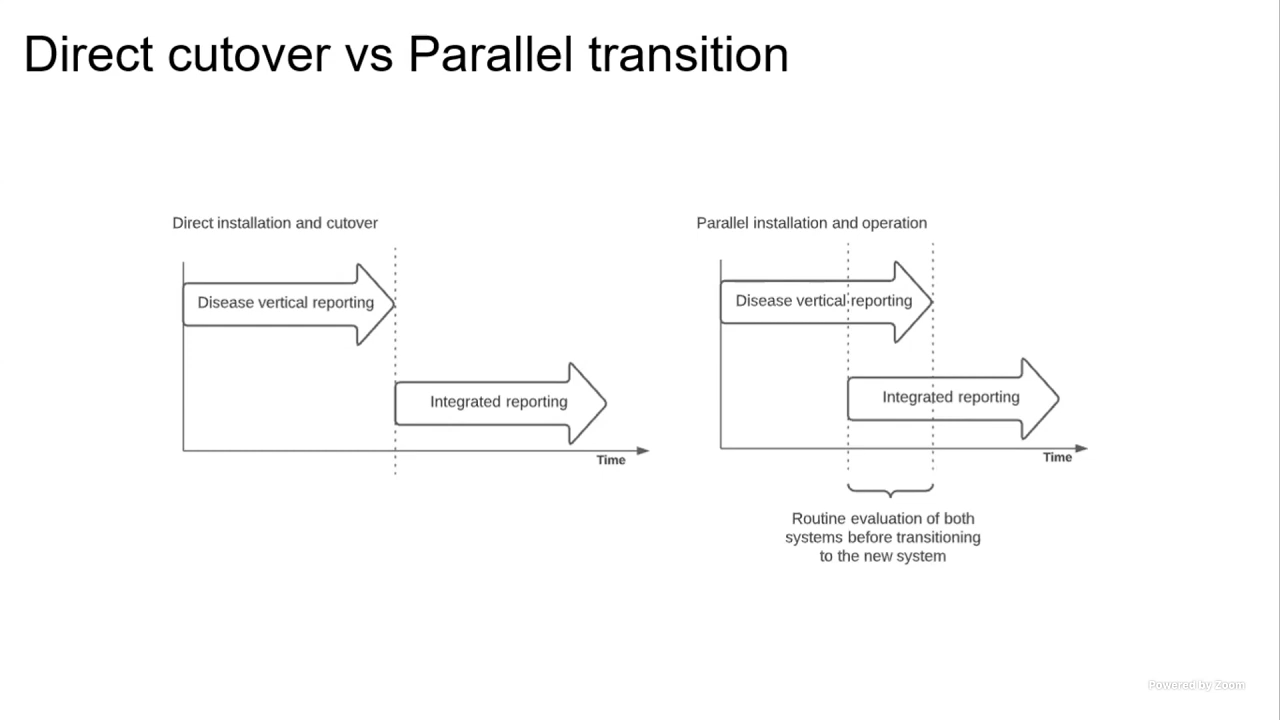 Direct cutover vs Parallel transition
Direct installation and cutover
Disease vertical reporting
Integrated reporting
Time
Parallel installation and operation
Disease vertical reporting
Integrated reporting
Time
Routine evaluation of both
systems before transitioning
to the new system
Powered by Zoom